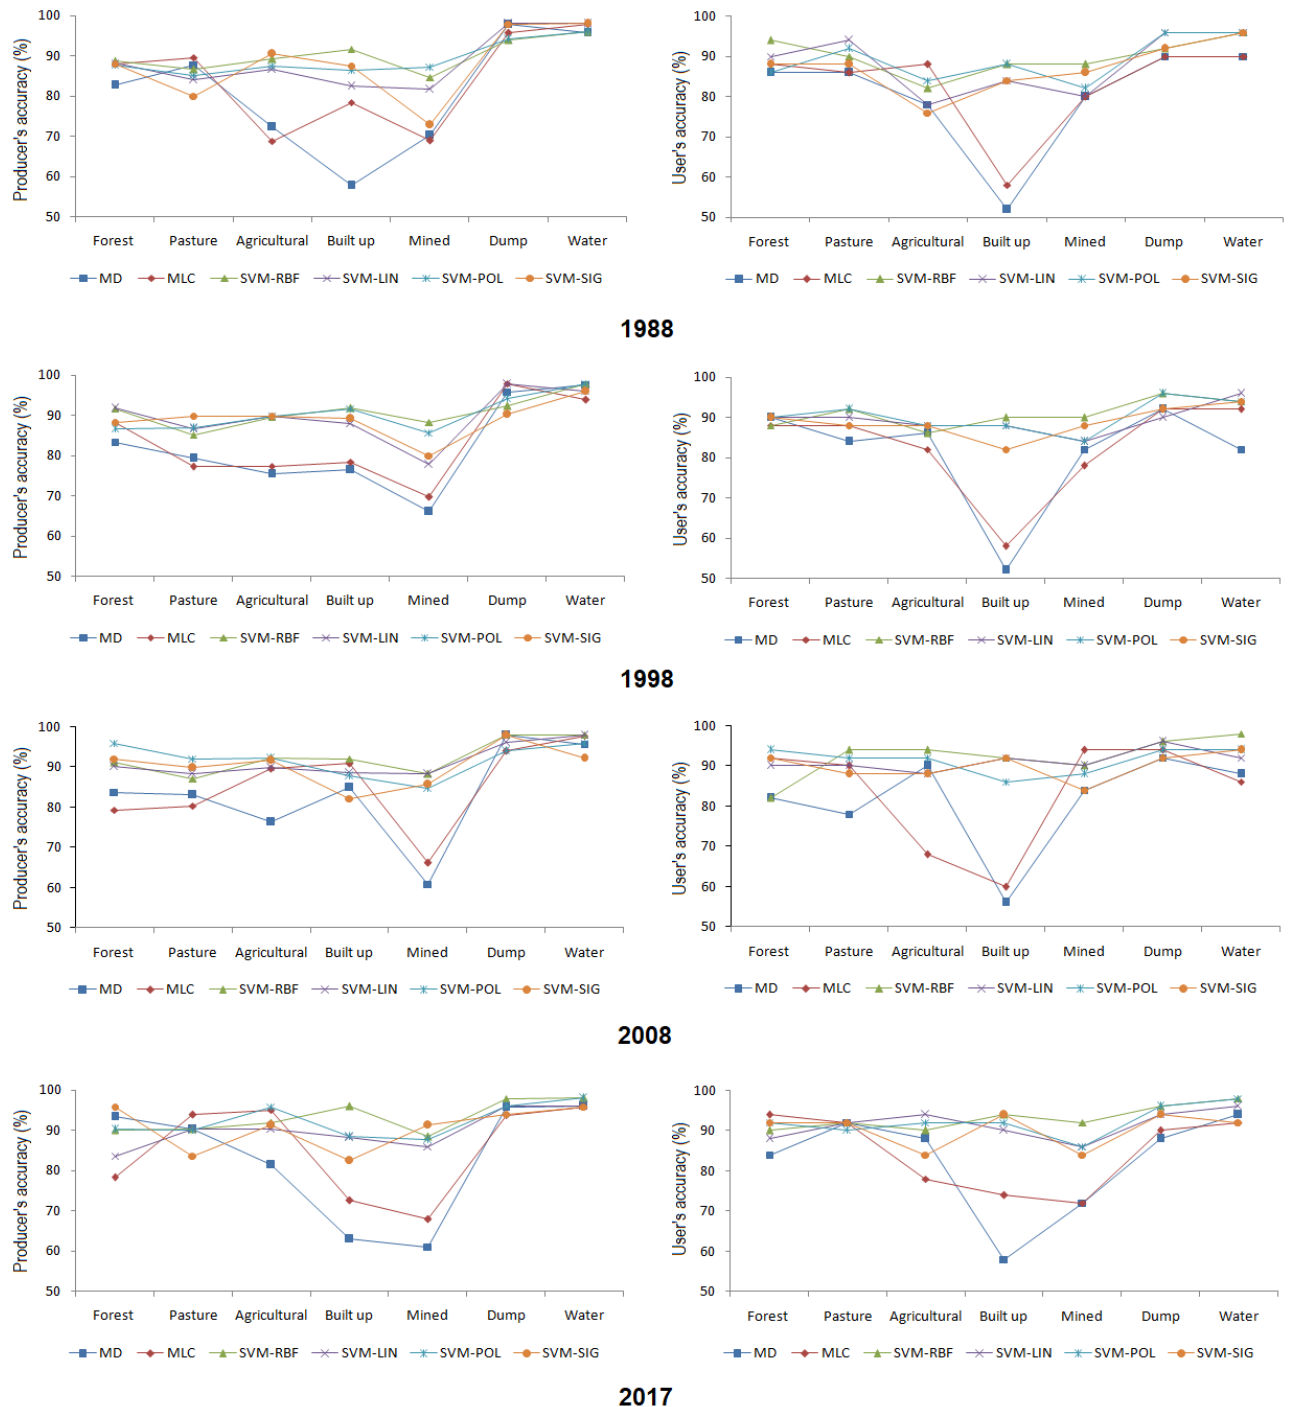 Producer's accuracy (%)
100
90
80
70
60
50
Forest Pasture Agricultural Built up Mined Dump Water
MD MLC SVM-RBF SVM-LIN SVM-POL SVM-SIG
User's accuracy (%)
100
90
80
70
60
50
Forest Pasture Agricultural Built up Mined Dump Water
MD MLC SVM-RBF SVM-LIN SVM-POL SVM-SIG
1988
Producer's accuracy (%)
100
90
80
70
60
50
Forest Pasture Agricultural Built up Mined Dump Water
MD MLC SVM-RBF SVM-LIN SVM-POL SVM-SIG
User's accuracy (%)
100
90
80
70
60
50
Forest Pasture Agricultural Built up Mined Dump Water
MD MLC SVM-RBF SVM-LIN SVM-POL SVM-SIG
1998
Producer's accuracy (%)
100
90
80
70
60
50
Forest Pasture Agricultural Built up Mined Dump Water
MD MLC SVM-RBF SVM-LIN SVM-POL SVM-SIG
User's accuracy (%)
100
90
80
70
60
50
Forest Pasture Agricultural Built up Mined Dump Water
MD MLC SVM-RBF SVM-LIN SVM-POL SVM-SIG
2008
Producer's accuracy (%)
100
90
80
70
60
50
Forest Pasture Agricultural Built up Mined Dump Water
MD MLC SVM-RBF SVM-LIN SVM-POL SVM-SIG
User's accuracy (%)
100
90
80
70
60
50
Forest Pasture Agricultural Built up Mined Dump Water
MD MLC SVM-RBF SVM-LIN SVM-POL SVM-SIG
2017